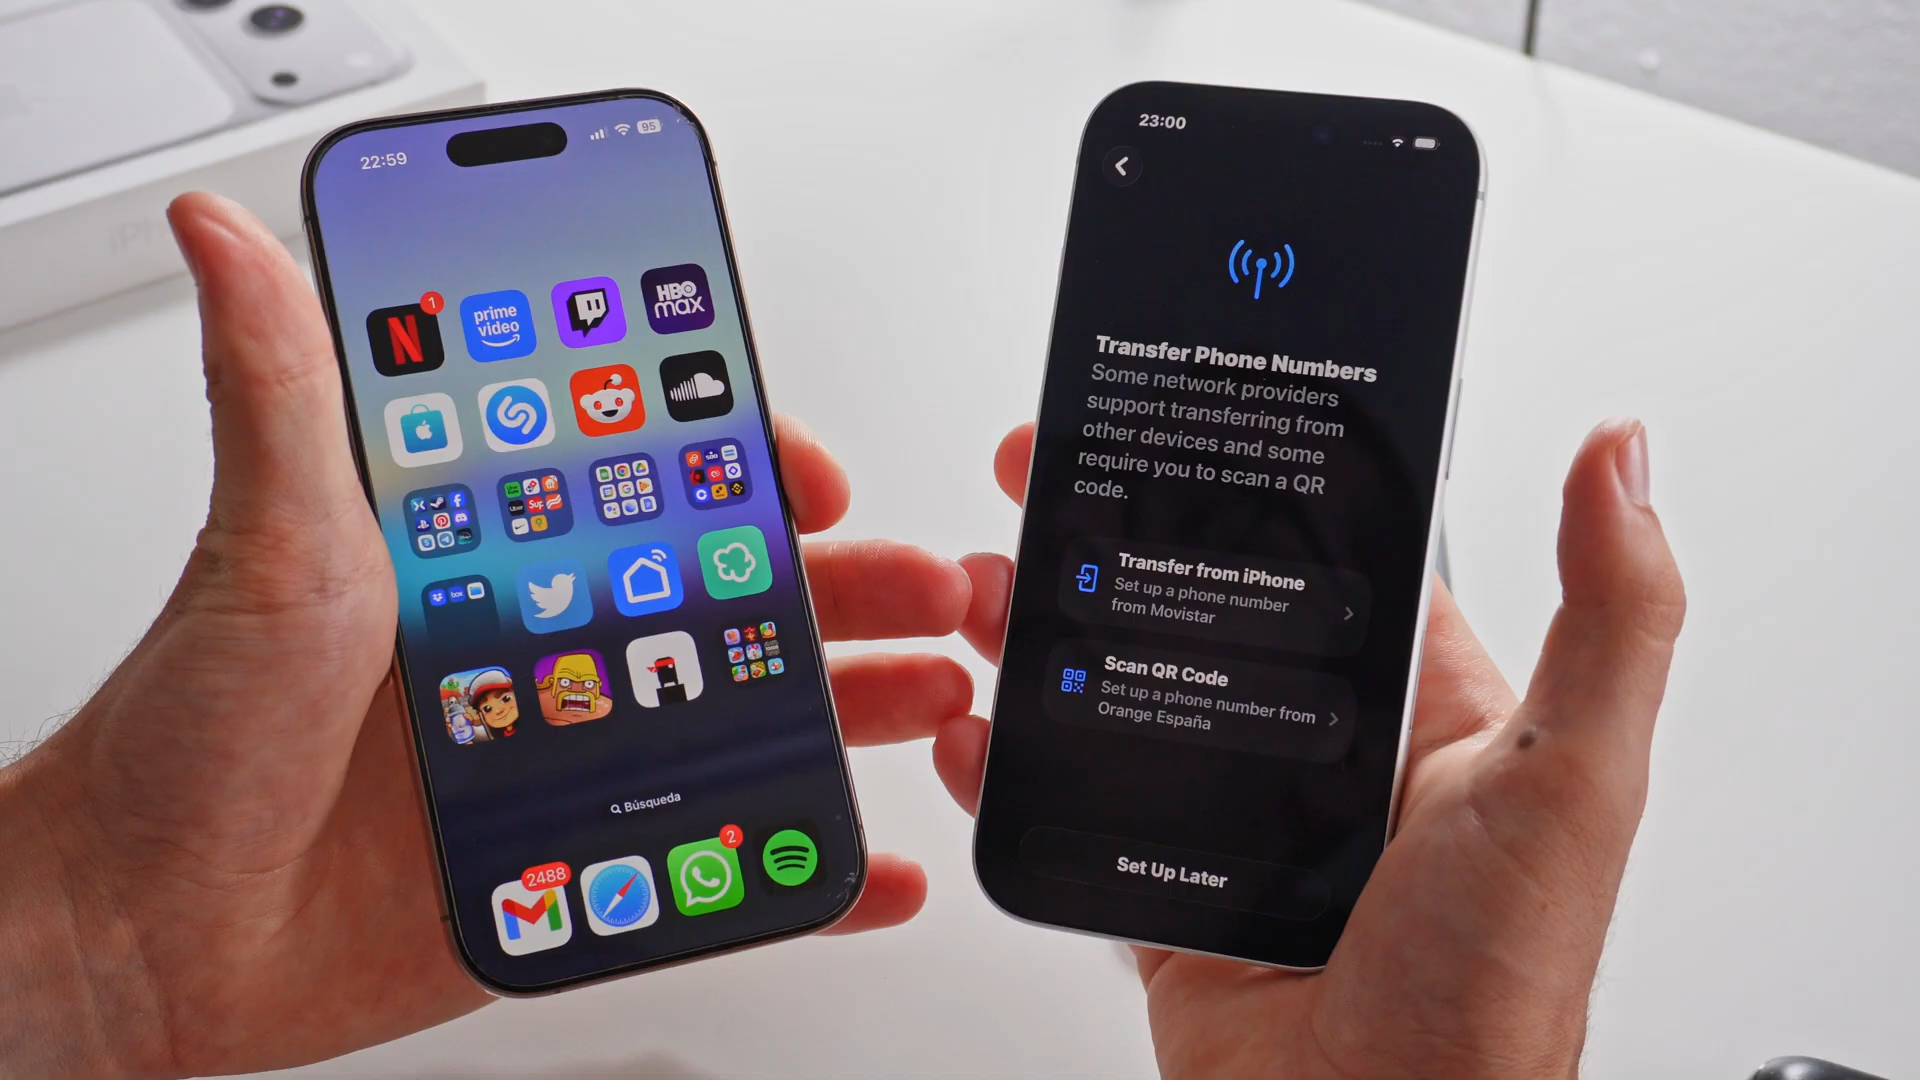 22:59
95
1
prime
video
HBO
max
box
Búsqueda
2488
2
23:00
Transfer Phone Numbers
Some network providers
support transferring from
other devices and some
require you to scan a QR
code.
Transfer from iPhone
Set up a phone number
from Movistar
Scan QR Code
Set up a phone number from
Orange España
Set Up Later